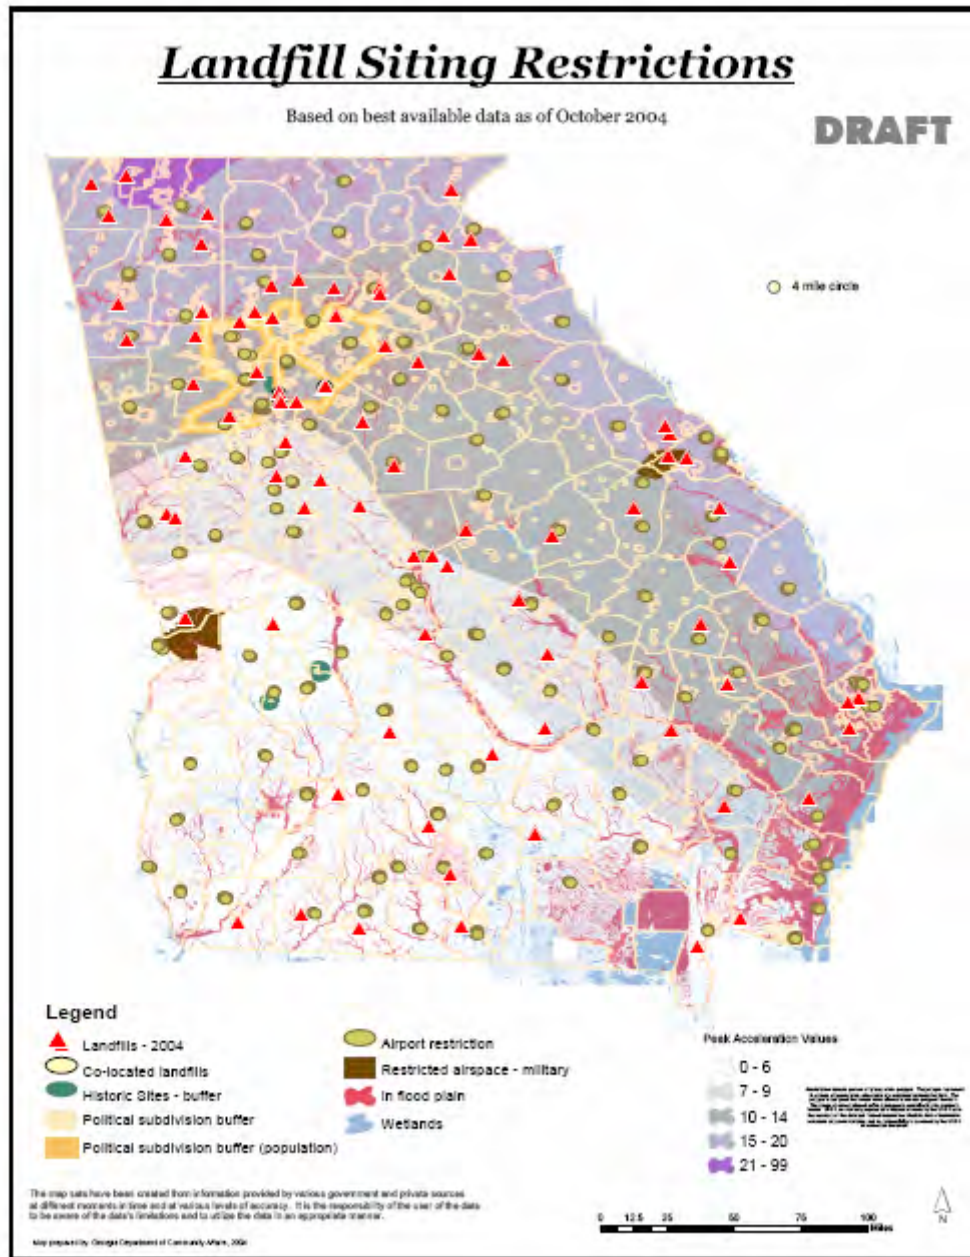 Landfill Siting Restrictions
Based on best available data as of October 2004
DRAFT
4 mile circle
Legend
Landfills - 2004
Co-located landfills
Historic Sites - buffer
Political subdivision buffer
Political subdivision buffer (population)
Airport restriction
Restricted airspace - military
In flood plain
Wetlands
Peak Acceleration Values
0 - 6
7 - 9
10 - 14
15 - 20
21 - 99
The map sets have been created from information provided by various government and private sources
at different moments in time and at various levels of accuracy. It is the responsibility of the user of the data
to be aware of the data's limitations and to utilize the data in an appropriate manner.
Map prepared by: Georgia Department of Community Affairs, 2004
0 12.5 25 50 75 100
Miles
N